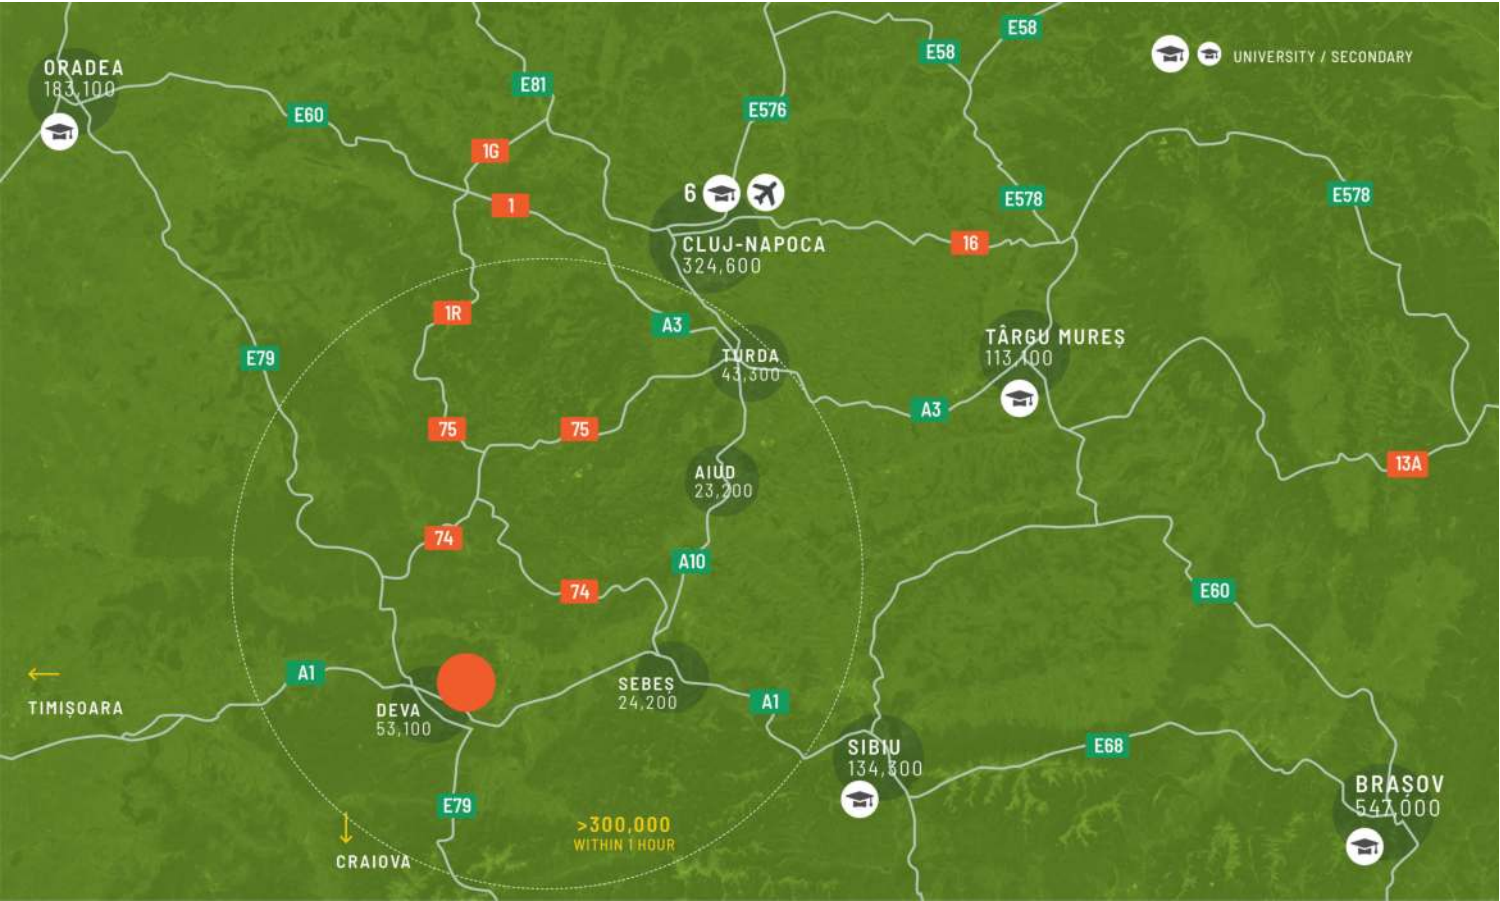 E58
E58
UNIVERSITY / SECONDARY
ORADEA
183,100
E81
E60
E576
1G
6
E578
E578
1
16
CLUJ-NAPOCA
324,600
1R
A3
TÂRGU MUREȘ
113,100
E79
TURDA
43,300
A3
75
75
13A
AIUD
23,200
74
A10
74
E60
A1
TIMIȘOARA
SEBEȘ
24,200
A1
DEVA
53,100
SIBIU
134,300
E68
BRAȘOV
547,000
E79
>300,000
WITHIN 1 HOUR
CRAIOVA